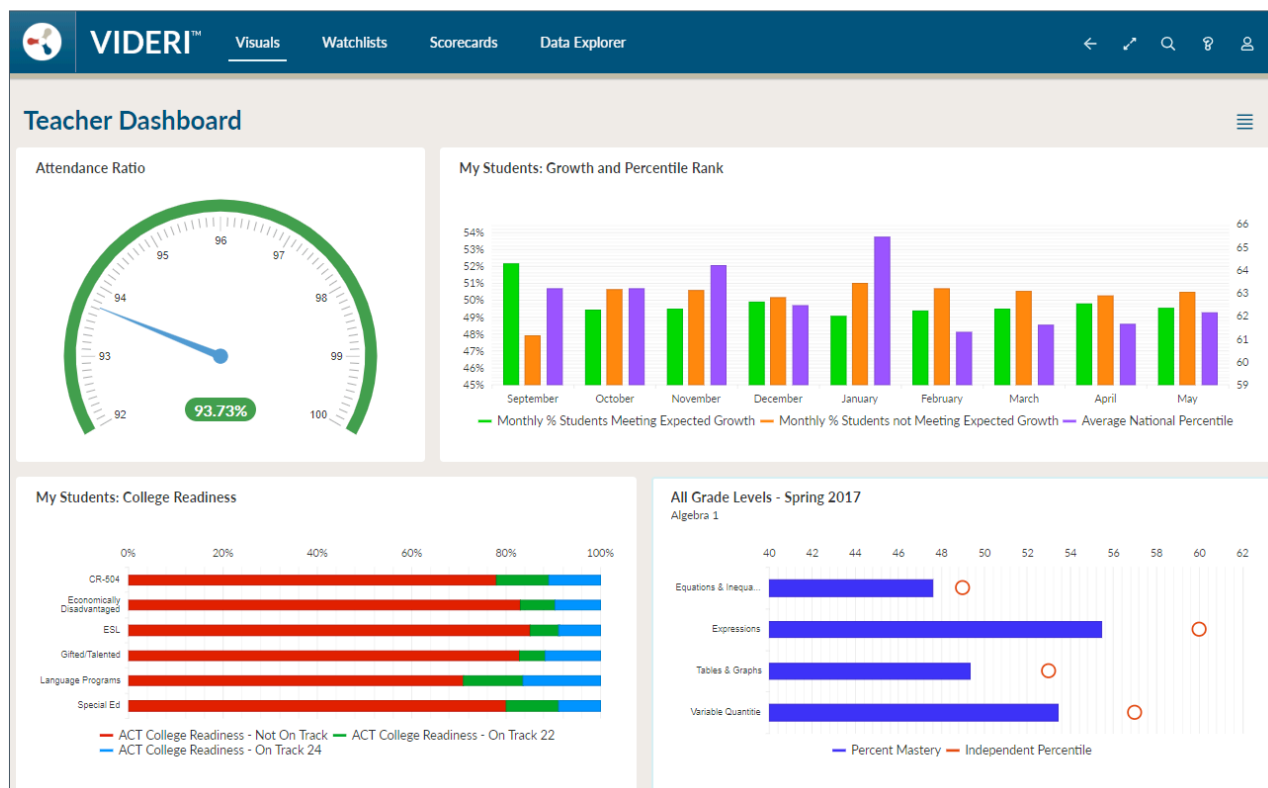 VIDERI™ Visuals Watchlists Scorecards Data Explorer
Teacher Dashboard
Attendance Ratio
96
95
97
94
98
93
99
92
100
93.73%
My Students: Growth and Percentile Rank
54%
53%
52%
51%
50%
49%
48%
47%
46%
45%
66
65
64
63
62
61
60
59
September October November December January February March April May
Monthly % Students Meeting Expected Growth Monthly % Students not Meeting Expected Growth Average National Percentile
My Students: College Readiness
0% 20% 40% 60% 80% 100%
CR-504
Economically
Disadvantaged
ESL
Gifted/Talented
Language Programs
Special Ed
ACT College Readiness - Not On Track ACT College Readiness - On Track 22
ACT College Readiness - On Track 24
All Grade Levels - Spring 2017
Algebra 1
40 42 44 46 48 50 52 54 56 58 60 62
Equations & Inequa...
Expressions
Tables & Graphs
Variable Quantitie
Percent Mastery Independent Percentile